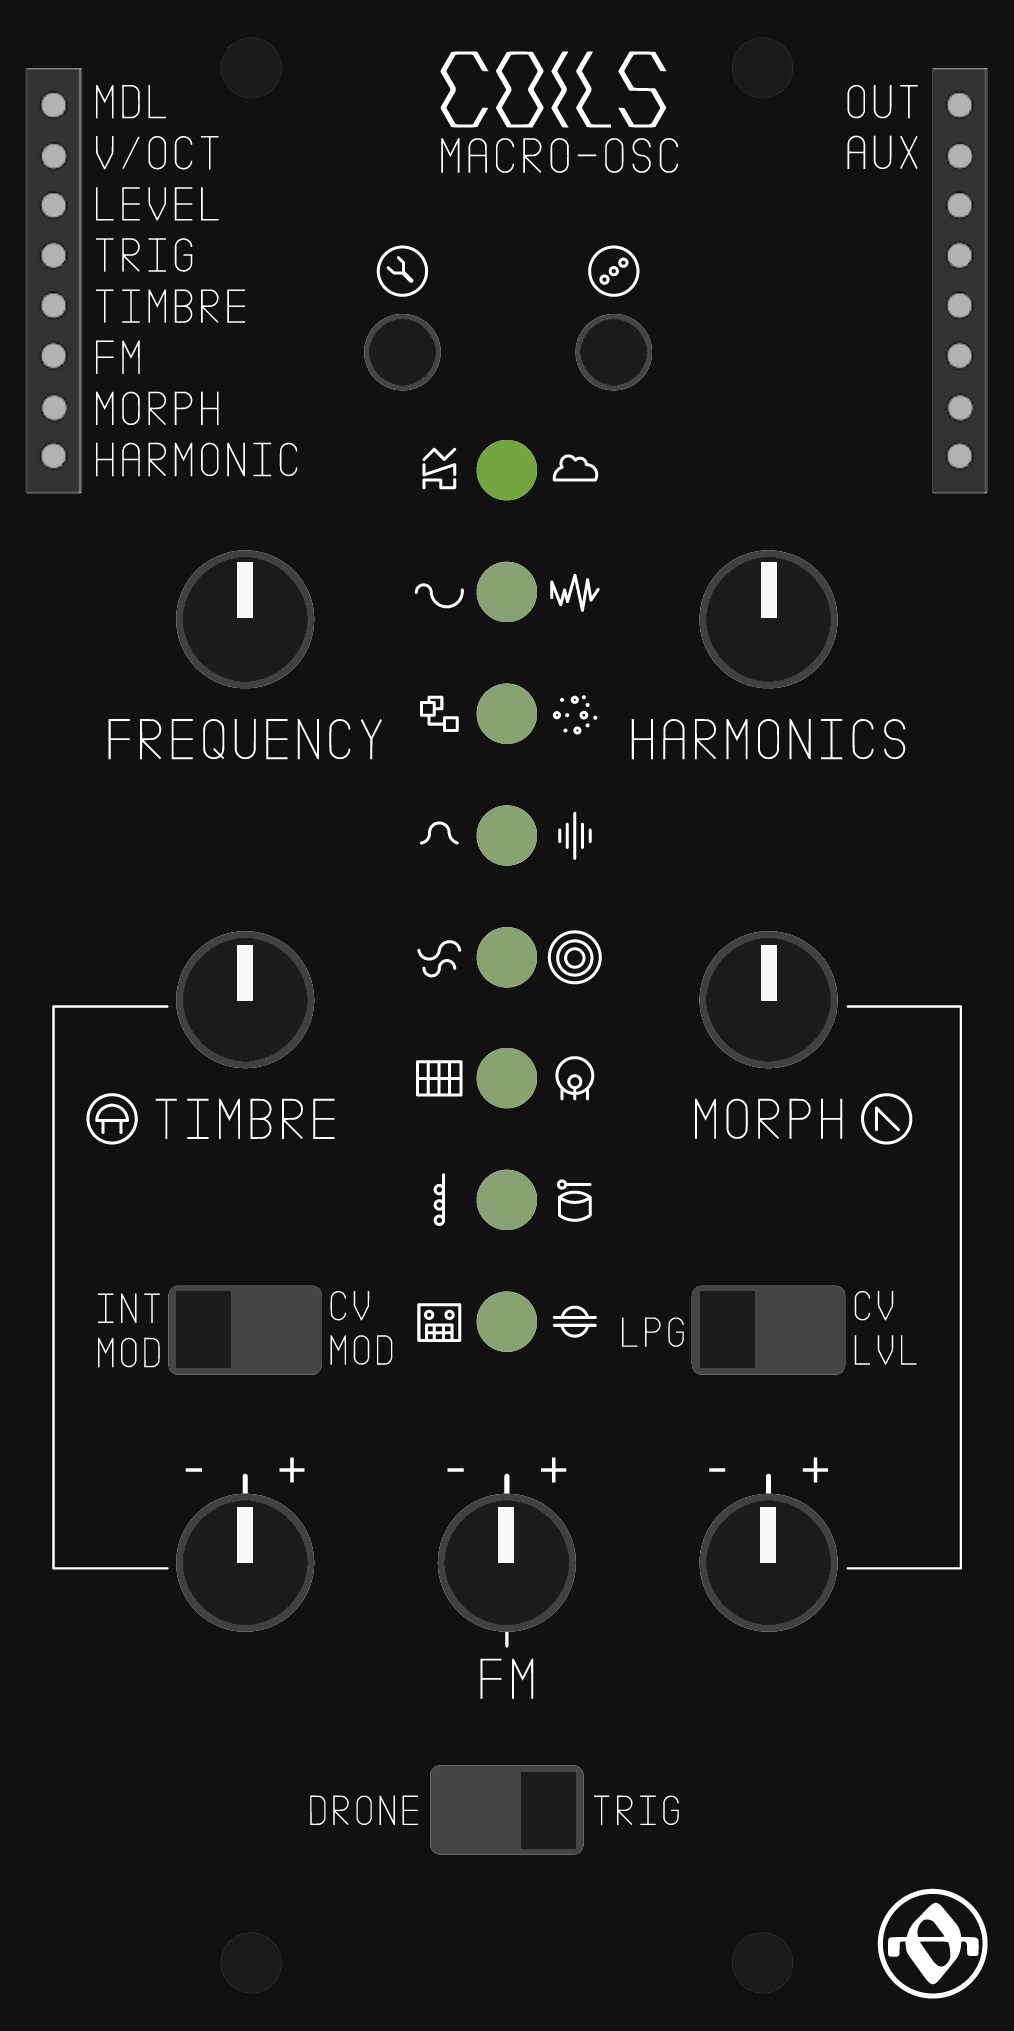 COILS
MACRO-OSC
MDL
V/OCT
LEVEL
TRIG
TIMBRE
FM
MORPH
HARMONIC
OUT
AUX
FREQUENCY
HARMONICS
TIMBRE
MORPH
INT
MOD
CV
MOD
LPG
CV
LVL
- +
- +
- +
FM
DRONE
TRIG